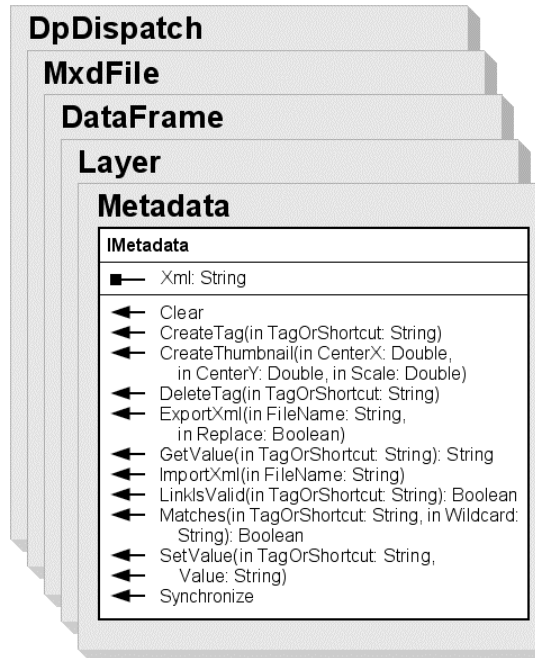 DpDispatch
MxdFile
DataFrame
Layer
Metadata
IMetadata
Xml: String
Clear
CreateTag(in TagOrShortcut: String)
CreateThumbnail(in CenterX: Double,
in CenterY: Double, in Scale: Double)
DeleteTag(in TagOrShortcut: String)
ExportXml(in FileName: String,
in Replace: Boolean)
GetValue(in TagOrShortcut: String): String
ImportXml(in FileName: String)
LinkIsValid(in TagOrShortcut: String): Boolean
Matches(in TagOrShortcut: String, in Wildcard:
String): Boolean
SetValue(in TagOrShortcut: String,
Value: String)
Synchronize